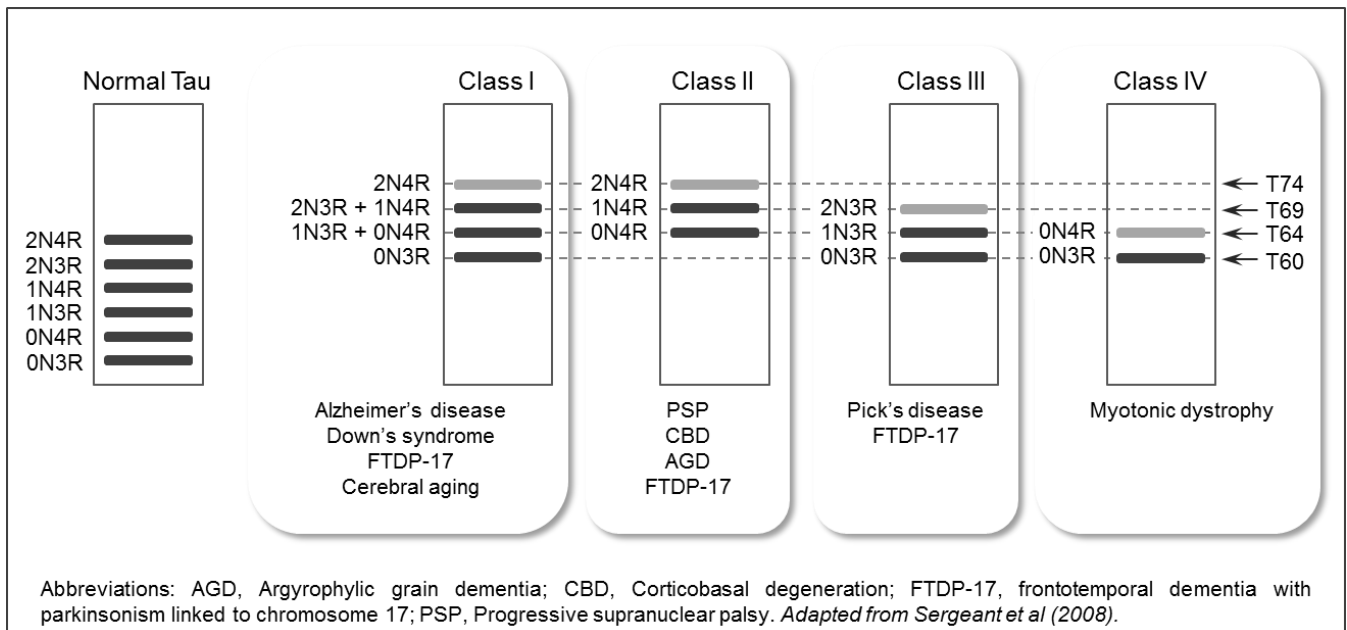 Normal Tau
2N4R
2N3R
1N4R
1N3R
0N4R
0N3R
Class I
2N4R
2N3R + 1N4R
1N3R + 0N4R
0N3R
Alzheimer's disease
Down's syndrome
FTDP-17
Cerebral aging
Class II
2N4R
1N4R
0N4R
PSP
CBD
AGD
FTDP-17
Class III
2N3R
1N3R
0N3R
Pick's disease
FTDP-17
Class IV
0N4R
0N3R
Myotonic dystrophy
T74
T69
T64
T60
Abbreviations: AGD, Argyrophylic grain dementia; CBD, Corticobasal degeneration; FTDP-17, frontotemporal dementia with
parkinsonism linked to chromosome 17; PSP, Progressive supranuclear palsy. Adapted from Sergeant et al (2008).